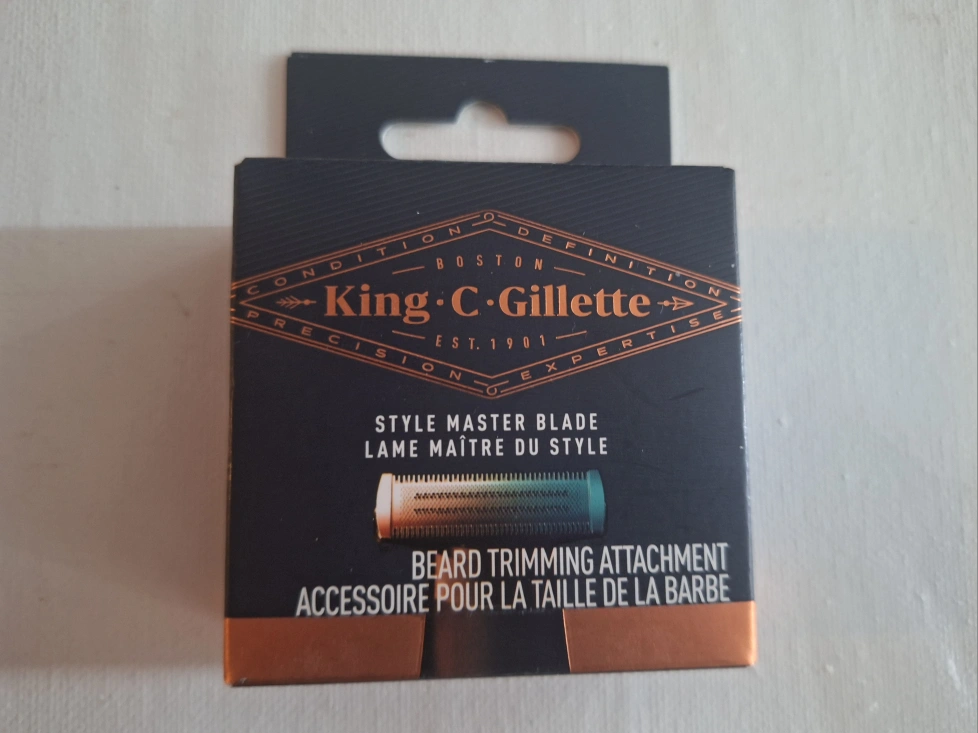 CONDITION DEFINITION
BOSTON
King·C·Gillette
EST. 1901
PRECISION EXPERTISE
STYLE MASTER BLADE
LAME MAÎTRE DU STYLE
BEARD TRIMMING ATTACHMENT
ACCESSOIRE POUR LA TAILLE DE LA BARBE